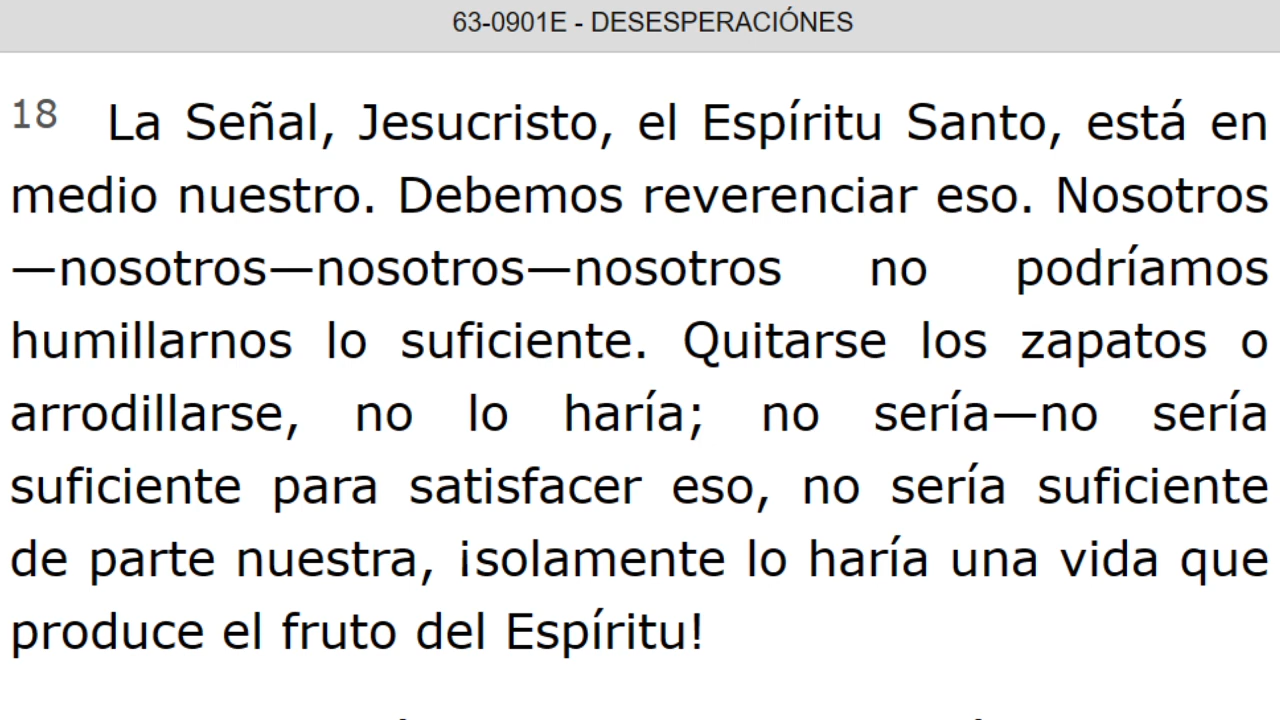 63-0901E - DESESPERACIÓNES
18 La Señal, Jesucristo, el Espíritu Santo, está en
medio nuestro. Debemos reverenciar eso. Nosotros
—nosotros—nosotros—nosotros no podríamos
humillarnos lo suficiente. Quitarse los zapatos o
arrodillarse, no lo haría; no sería—no sería
suficiente para satisfacer eso, no sería suficiente
de parte nuestra, ¡solamente lo haría una vida que
produce el fruto del Espíritu!